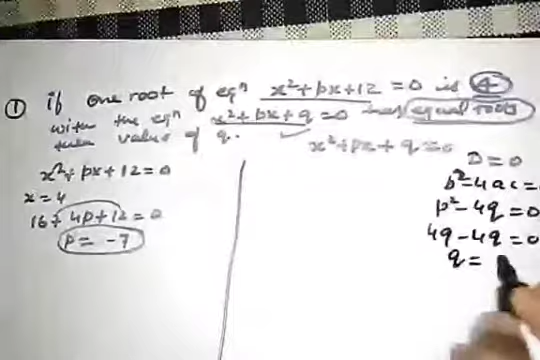 ① If one root of eqⁿ x²+px+12=0 is 4
with the eqⁿ x²+px+q=0 has equal roots
value of q.
x²+px+q=0
x²+px+12=0
x=4
16+4p+12=0
p=-7
D=0
b²-4ac=
p²-4q=0
49-4q=0
q=